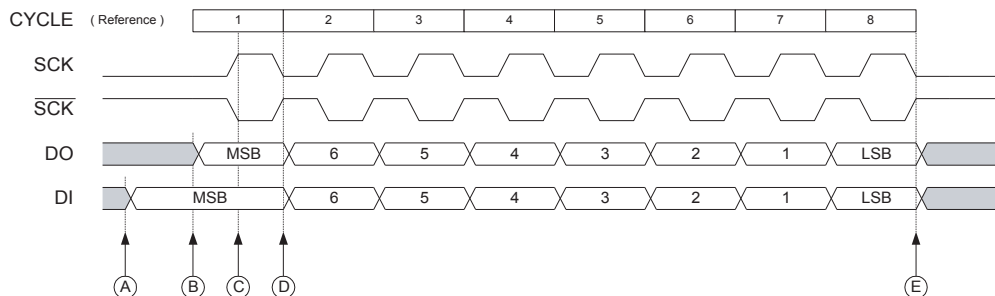 CYCLE ( Reference ) 1 2 3 4 5 6 7 8
SCK
SCK
DO MSB 6 5 4 3 2 1 LSB
DI MSB 6 5 4 3 2 1 LSB
A B C D E